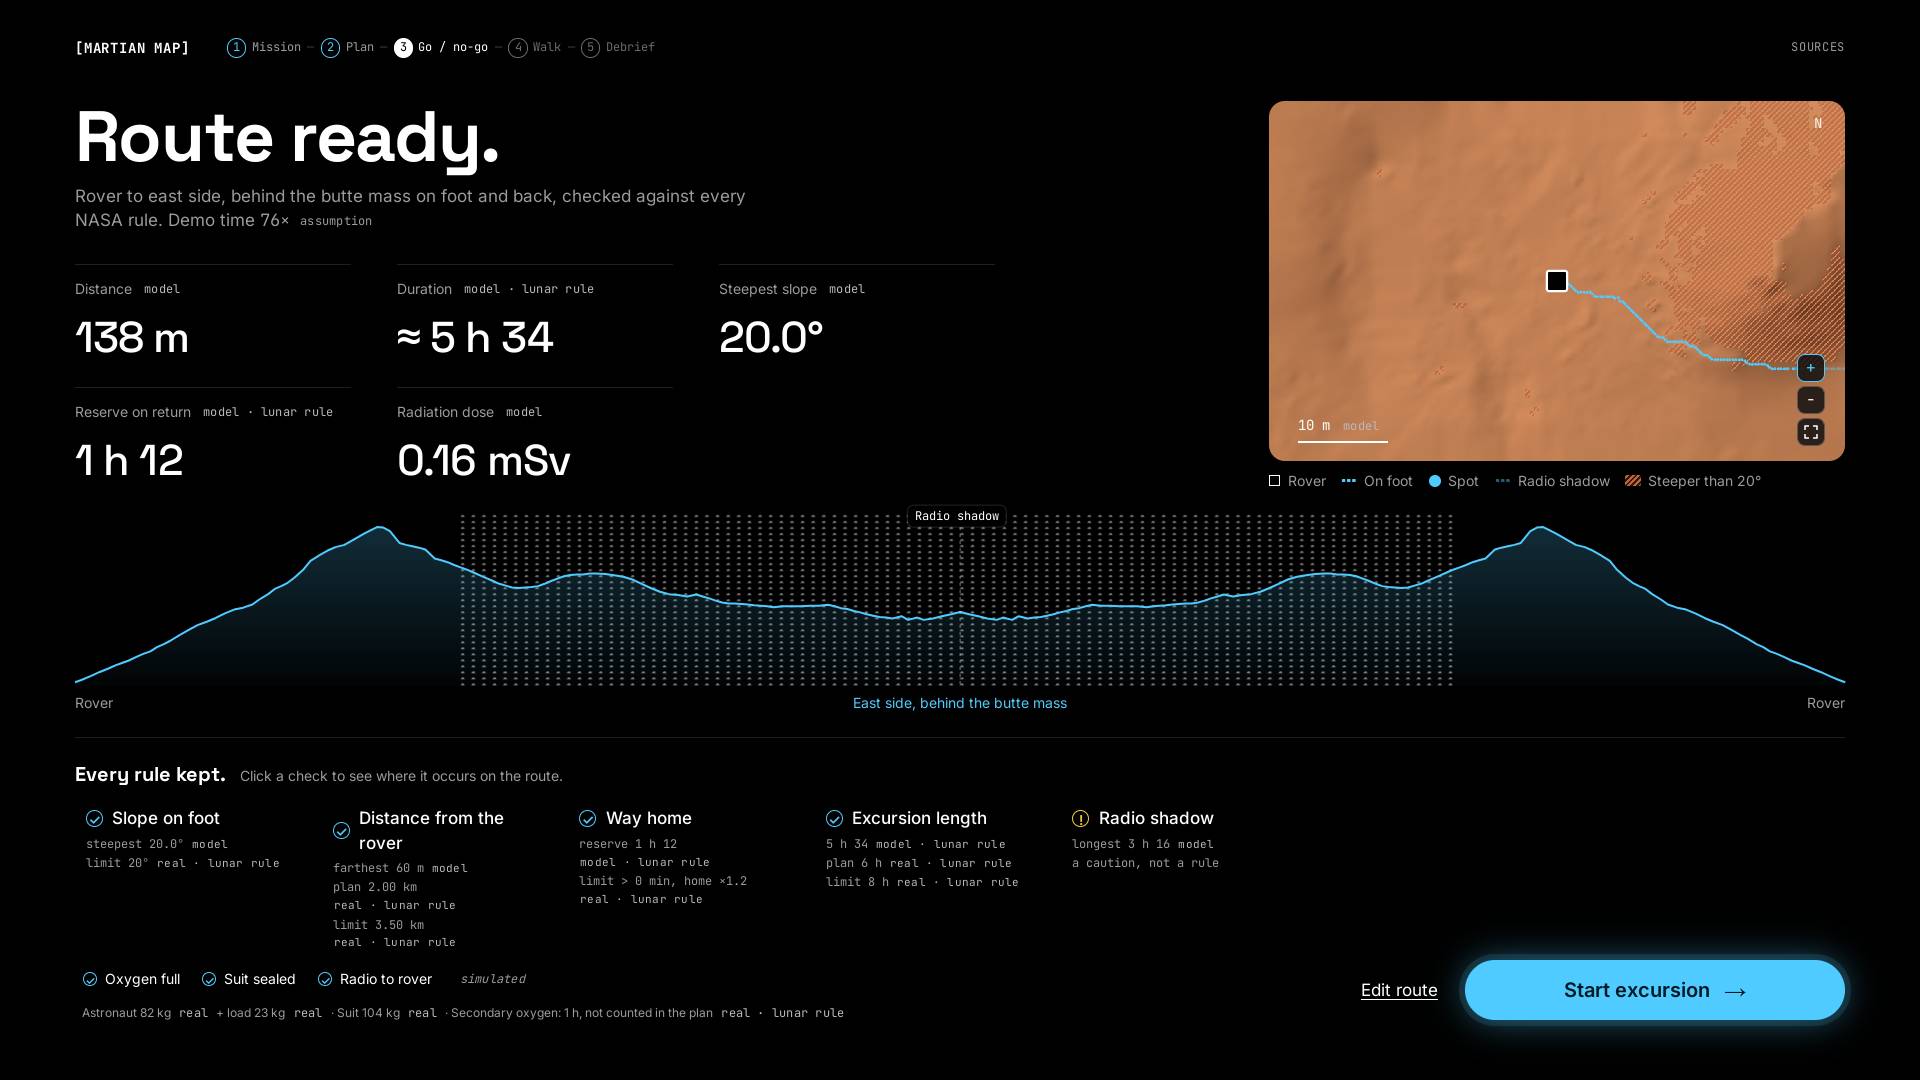 [MARTIAN MAP] 1 Mission — 2 Plan — 3 Go / no-go — 4 Walk — 5 Debrief SOURCES
Route ready.
Rover to east side, behind the butte mass on foot and back, checked against every
NASA rule. Demo time 76× assumption
Distance model
138 m
Duration model · lunar rule
≈ 5 h 34
Steepest slope model
20.0°
Reserve on return model · lunar rule
1 h 12
Radiation dose model
0.16 mSv
N
+
-
10 m model
Rover On foot Spot Radio shadow Steeper than 20°
Radio shadow
Rover East side, behind the butte mass Rover
Every rule kept. Click a check to see where it occurs on the route.
Slope on foot
steepest 20.0° model
limit 20° real · lunar rule
Distance from the
rover
farthest 60 m model
plan 2.00 km
real · lunar rule
limit 3.50 km
real · lunar rule
Way home
reserve 1 h 12
model · lunar rule
limit > 0 min, home ×1.2
real · lunar rule
Excursion length
5 h 34 model · lunar rule
plan 6 h real · lunar rule
limit 8 h real · lunar rule
Radio shadow
longest 3 h 16 model
a caution, not a rule
Oxygen full Suit sealed Radio to rover simulated
Astronaut 82 kg real + load 23 kg real · Suit 104 kg real · Secondary oxygen: 1 h, not counted in the plan real · lunar rule
Edit route
Start excursion →